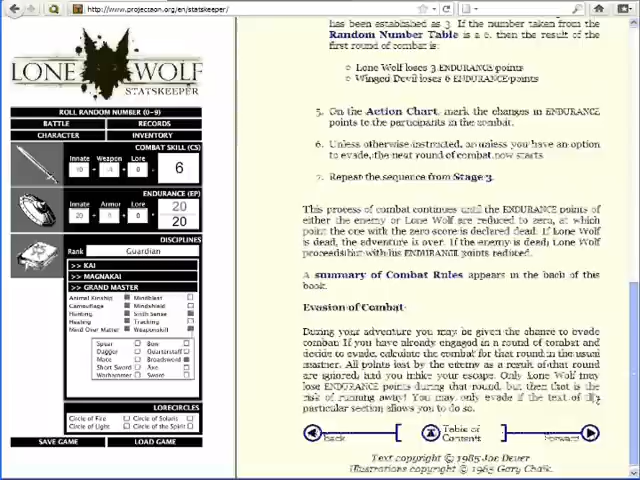 http://www.projectaon.org/en/statskeeper/
LONE WOLF
STATSKEEPER
ROLL RANDOM NUMBER (0-9)
BATTLE RECORDS
CHARACTER INVENTORY
COMBAT SKILL (CS)
Innate Weapon Lore
0 6
ENDURANCE (EP)
Innate Armor Lore 20
20 0 0 20
DISCIPLINES
Rank Guardian
>> KAI
>> MAGNAKAI
>> GRAND MASTER
Animal Kinship Mindblast
Camouflage Mindshield
Hunting Sixth Sense
Healing Tracking
Mind Over Matter Weaponskill
Spear Bow
Dagger Quarterstaff
Mace Broadsword
Short Sword Axe
Warhammer Sword
LORECIRCLES
Circle of Fire Circle of Solaris
Circle of Light Circle of the Spirit
SAVE GAME LOAD GAME
has been established as 3. If the number taken from the
Random Number Table is a 6, then the result of the
first round of combat is:
Lone Wolf loses 3 ENDURANCE points
Winged Devil loses 6 ENDURANCE points
5. On the Action Chart, mark the changes in ENDURANCE
points to the participants in the combat.
6. Unless otherwise instructed, or unless you have an option
to evade, the next round of combat now starts.
7. Repeat the sequence from Stage 3.
This process of combat continues until the ENDURANCE points of
either the enemy or Lone Wolf are reduced to zero, at which
point the one with the zero score is declared dead. If Lone Wolf
is dead, the adventure is over. If the enemy is dead, Lone Wolf
proceeds but with his ENDURANCE points reduced.
A summary of Combat Rules appears in the back of this
book.
Evasion of Combat
During your adventure you may be given the chance to evade
combat. If you have already engaged in a round of combat and
decide to evade, calculate the combat for that round in the usual
manner. All points lost by the enemy as a result of that round
are ignored, and you make your escape. Only Lone Wolf may
lose ENDURANCE points during that round, but then that is the
risk of running away! You may only evade if the text of the
particular section allows you to do so.
Back Table of Contents Forward
Text copyright © 1985 Joe Dever
Illustrations copyright © 1985 Gary Chalk.